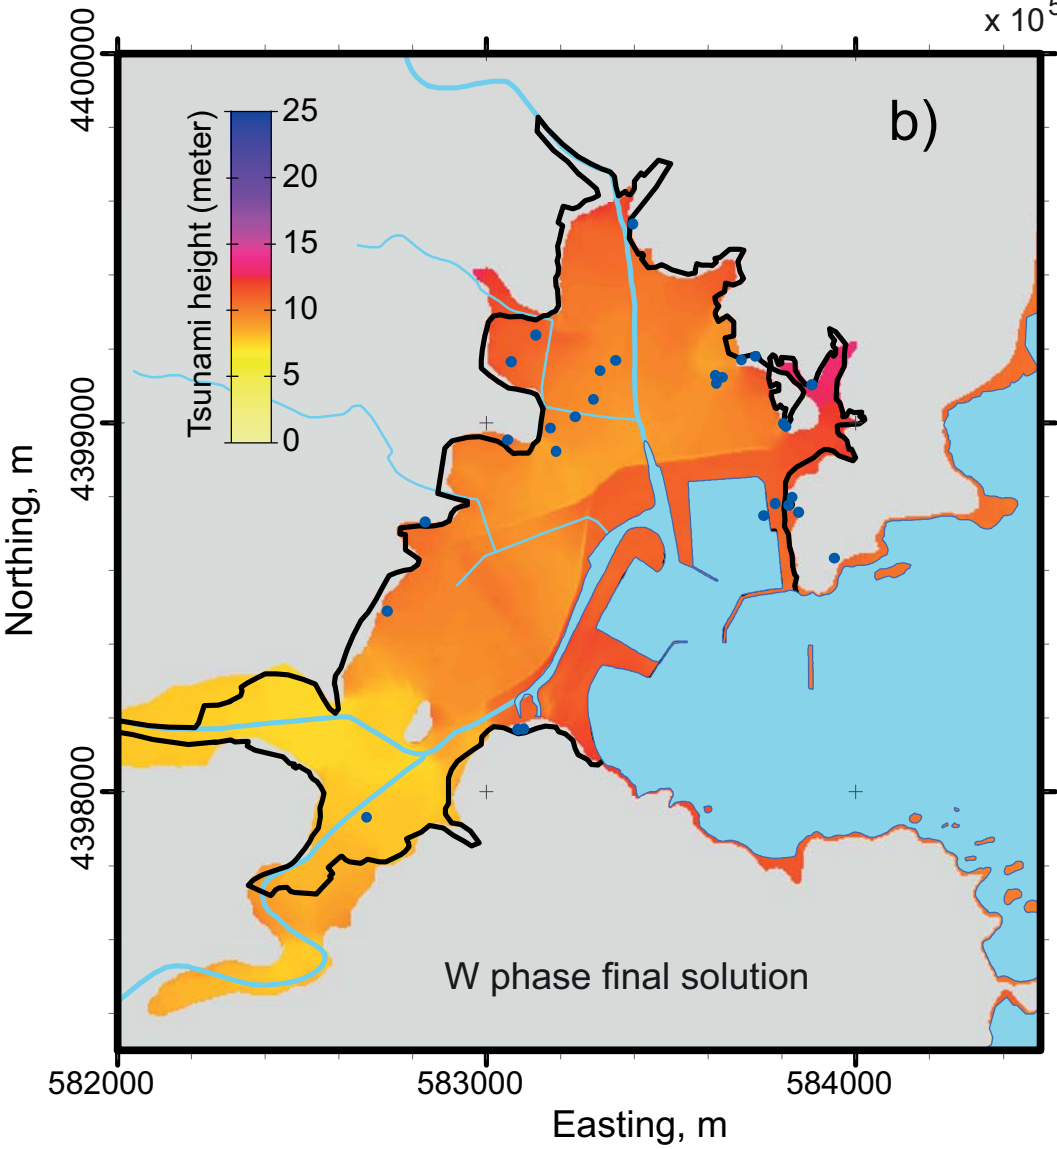 x 10⁵
b)
Tsunami height (meter)
25
20
15
10
5
0
4400000
4399000
4398000
Northing, m
W phase final solution
582000
583000
584000
Easting, m